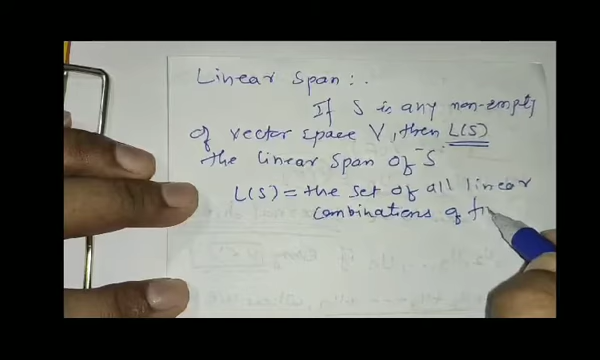 Linear Span:.
If S is any non-empty
of vector space V, then L(S)
the linear span of "S"
L(S) = the set of all linear
combinations of